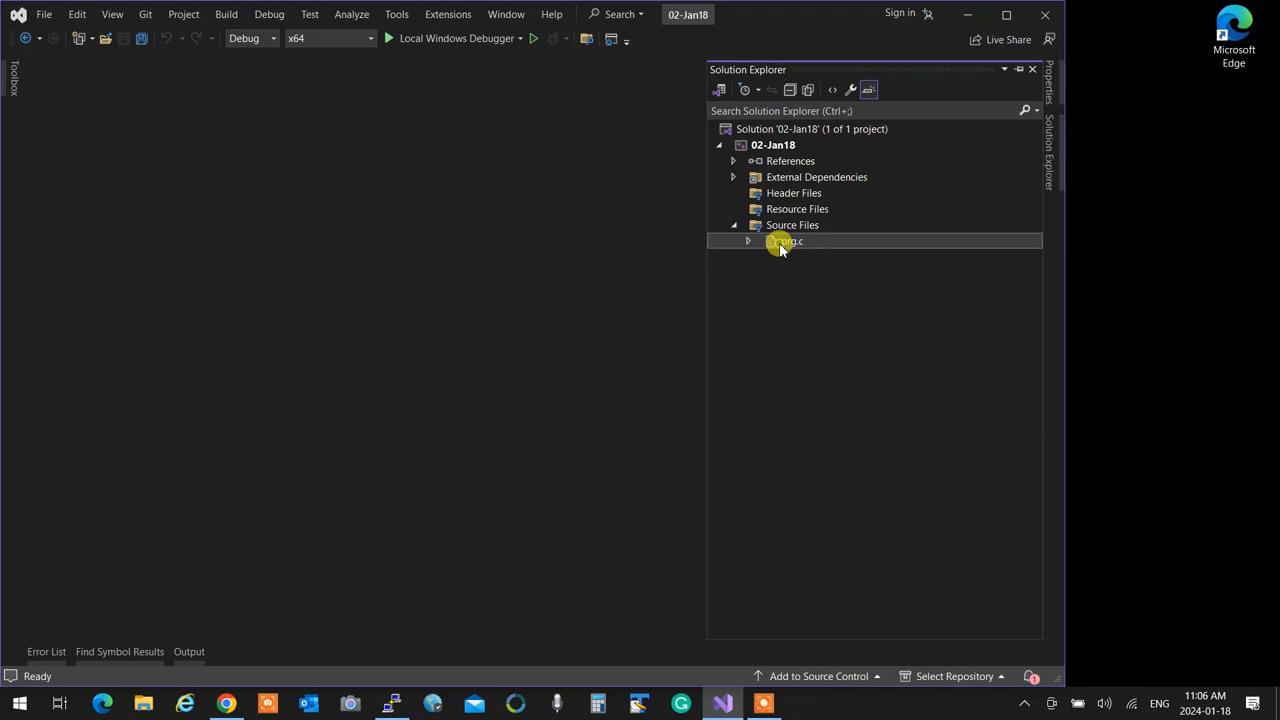 File Edit View Git Project Build Debug Test Analyze Tools Extensions Window Help Search 02-Jan18 Sign in
Debug x64 Local Windows Debugger Live Share
Toolbox
Solution Explorer
Search Solution Explorer (Ctrl+;)
Solution '02-Jan18' (1 of 1 project)
02-Jan18
References
External Dependencies
Header Files
Resource Files
Source Files
prg.c
Properties
Solution Explorer
Microsoft
Edge
Error List Find Symbol Results Output
Ready Add to Source Control Select Repository 1
ENG
11:06 AM
2024-01-18